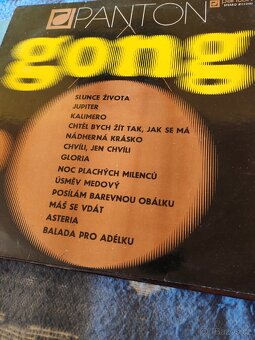 PANTON
gong
SLUNCE ŽIVOTA
JUPITER
KALIMERO
CHTĚL BYCH ŽÍT TAK, JAK SE MÁ
NÁDHERNÁ KRÁSKO
CHVÍLI, JEN CHVÍLI
GLORIA
NOC PLACHÝCH MILENCŮ
ÚSMĚV MEDOVÝ
POSÍLÁM BAREVNOU OBÁLKU
MÁŠ SE VDÁT
ASTERIA
BALADA PRO ADÉLKU